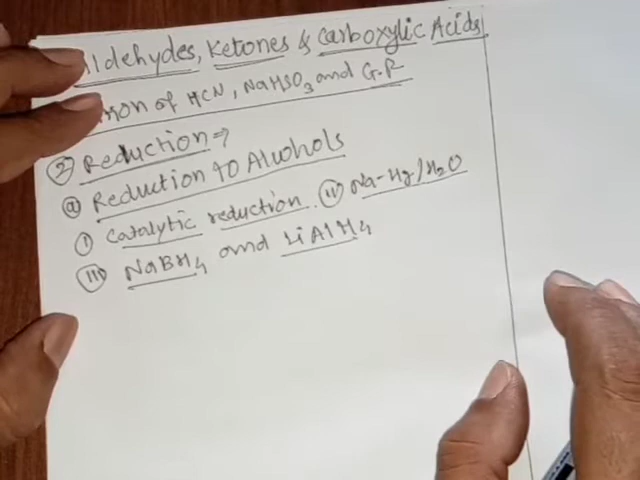 Aldehydes, Ketones & Carboxylic Acids
of HCN, NaHSO3 and G.R
② Reduction ⇒
ⓐ Reduction to Alcohols
ⓘ Catalytic reduction. ⓘⓘ Na-Hg/H2O
ⓘⓘⓘ NaBH4 and LiAlH4